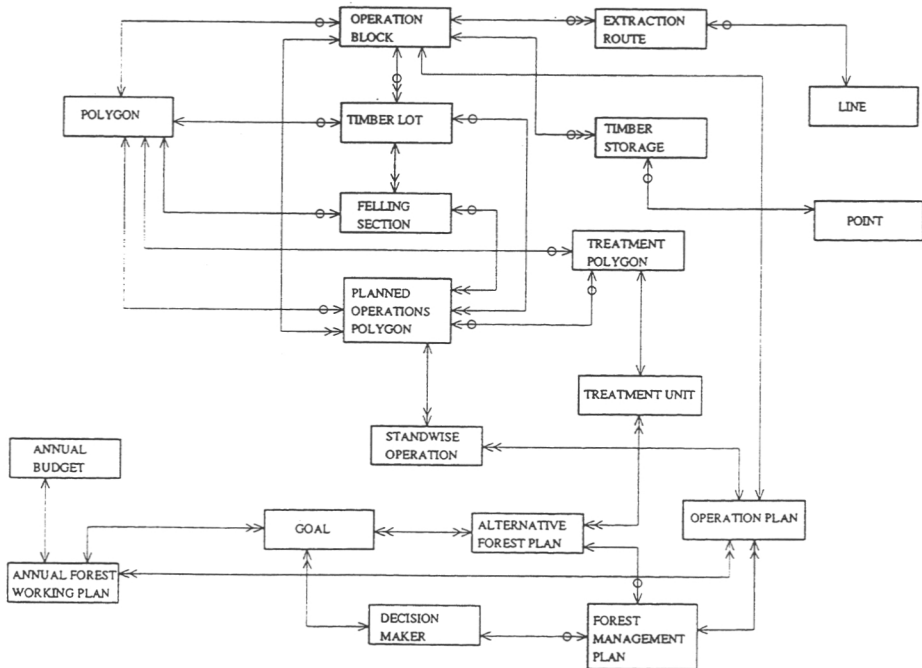 OPERATION
BLOCK
EXTRACTION
ROUTE
POLYGON
TIMBER LOT
TIMBER
STORAGE
LINE
FELLING
SECTION
POINT
TREATMENT
POLYGON
PLANNED
OPERATIONS
POLYGON
TREATMENT UNIT
STANDWISE
OPERATION
ANNUAL
BUDGET
GOAL
ALTERNATIVE
FOREST PLAN
OPERATION PLAN
ANNUAL FOREST
WORKING PLAN
DECISION
MAKER
FOREST
MANAGEMENT
PLAN